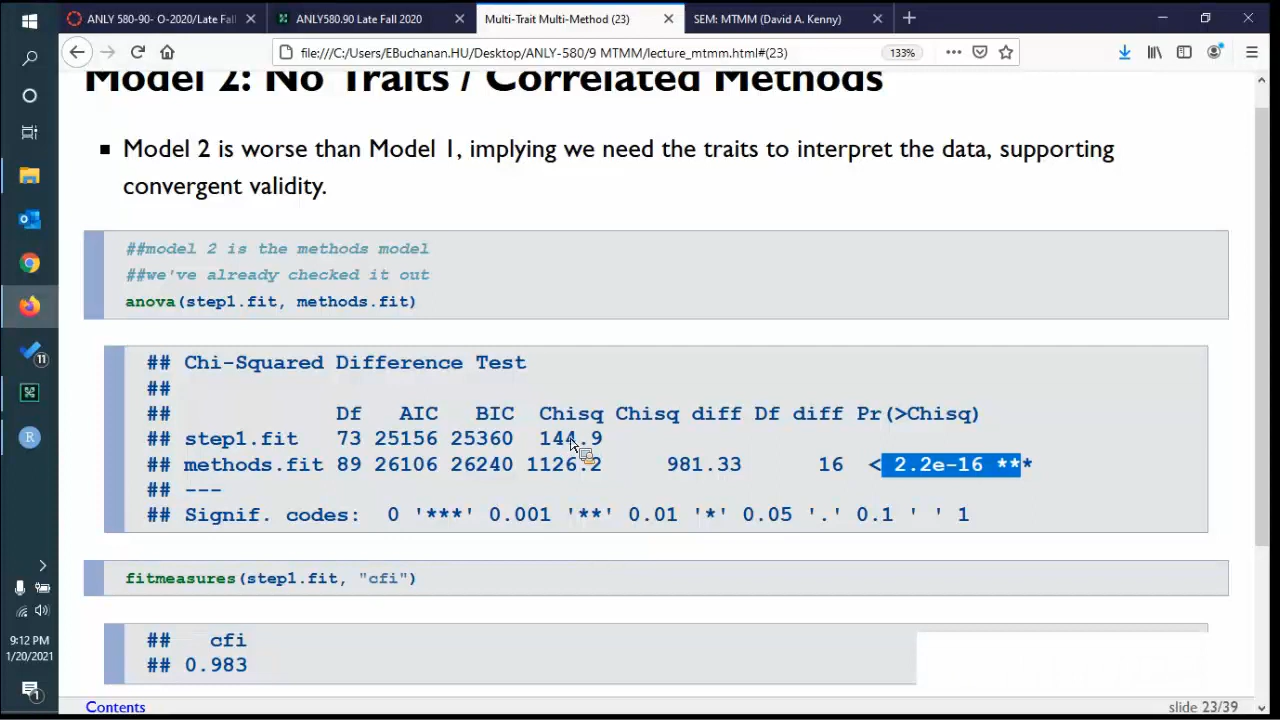 ANLY 580-90- O-2020/Late Fall
ANLY580.90 Late Fall 2020
Multi-Trait Multi-Method (23)
SEM: MTMM (David A. Kenny)
file:///C:/Users/EBuchanan.HU/Desktop/ANLY-580/9 MTMM/lecture_mtmm.html#(23)
133%
Model 2: No Traits / Correlated Methods
Model 2 is worse than Model 1, implying we need the traits to interpret the data, supporting
convergent validity.
##model 2 is the methods model
##we've already checked it out
anova(step1.fit, methods.fit)
## Chi-Squared Difference Test
##
## Df AIC BIC Chisq Chisq diff Df diff Pr(>Chisq)
## step1.fit 73 25156 25360 144.9
## methods.fit 89 26106 26240 1126.2 981.33 16 < 2.2e-16 ***
## ---
## Signif. codes: 0 '***' 0.001 '**' 0.01 '*' 0.05 '.' 0.1 ' ' 1
fitmeasures(step1.fit, "cfi")
## cfi
## 0.983
Contents
slide 23/39
11
R
9:12 PM
1/20/2021
1